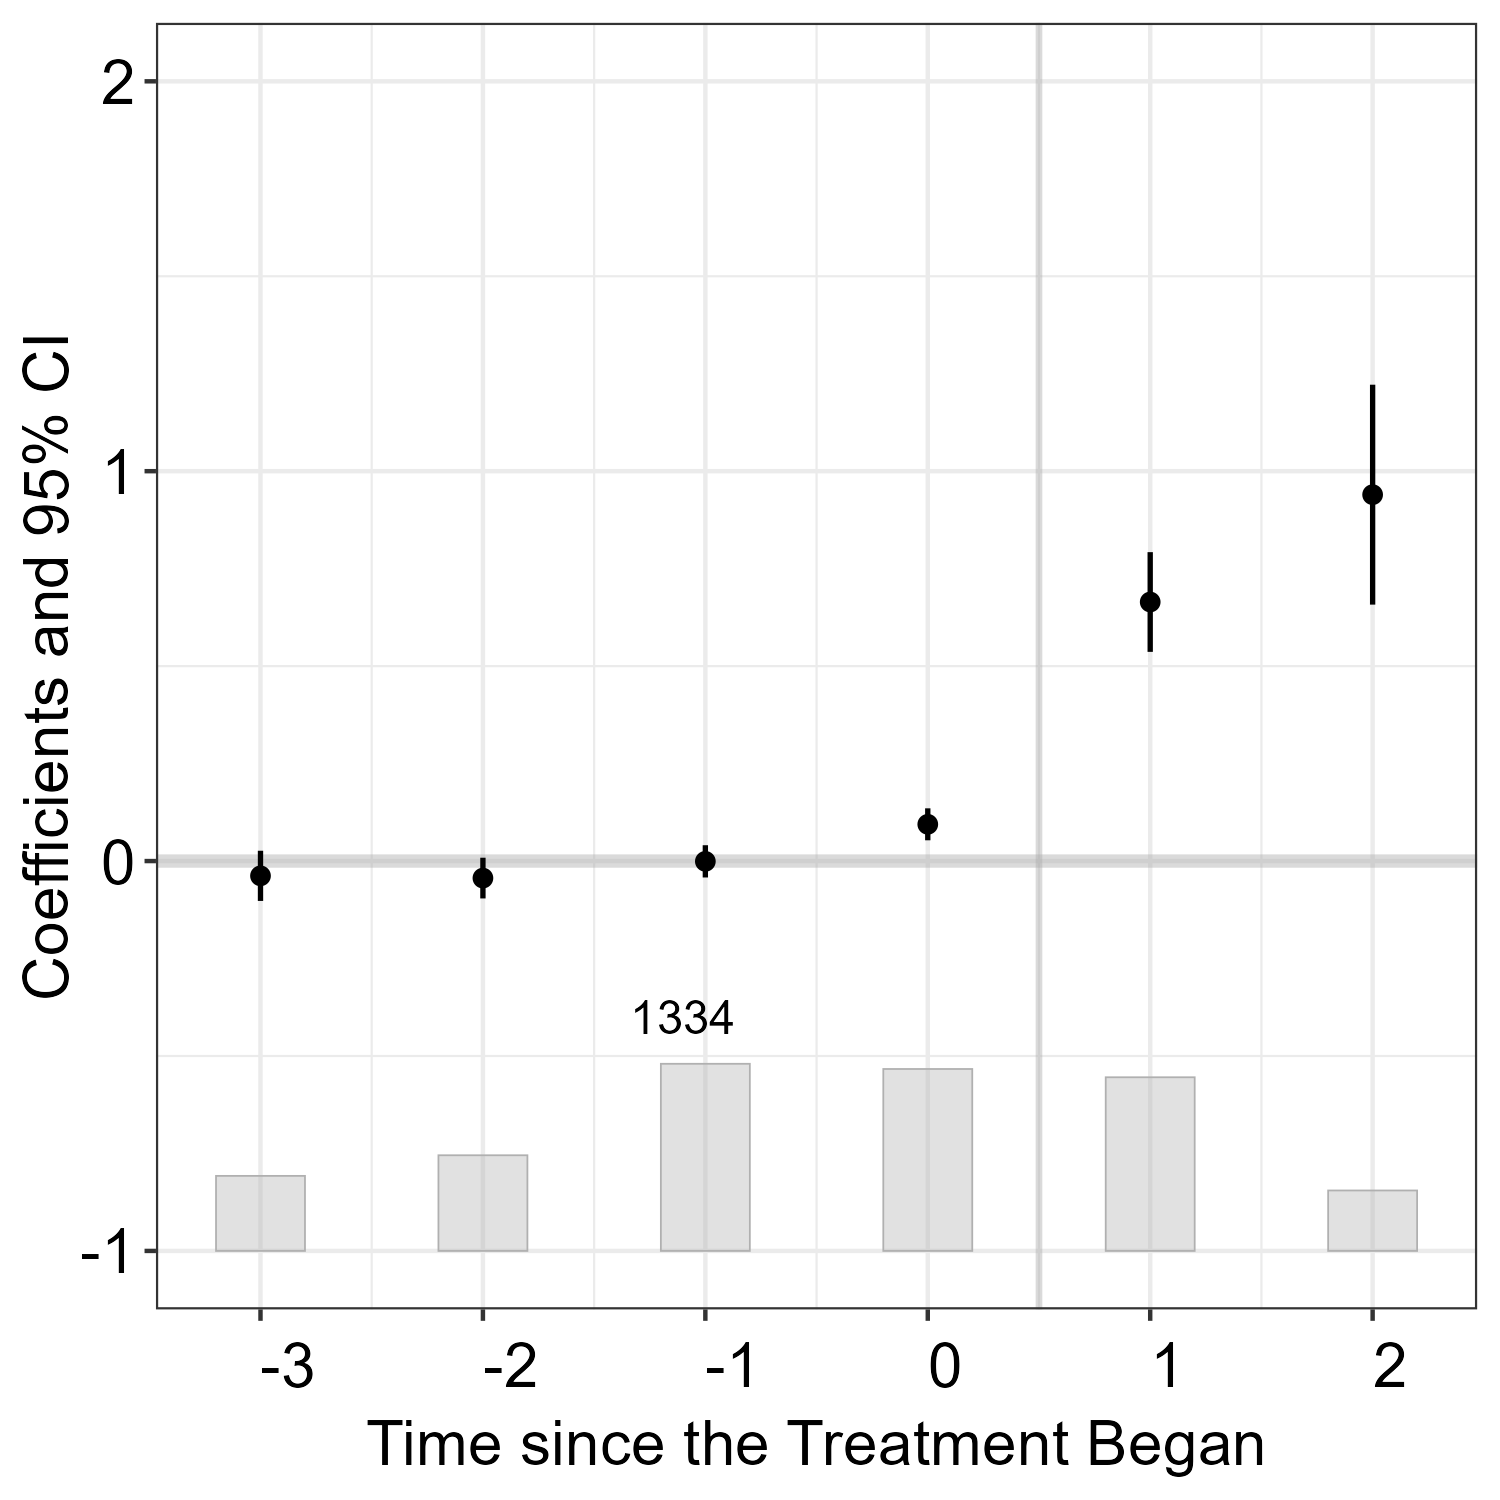 2
1
0
-1
Coefficients and 95% CI
1334
-3 -2 -1 0 1 2
Time since the Treatment Began